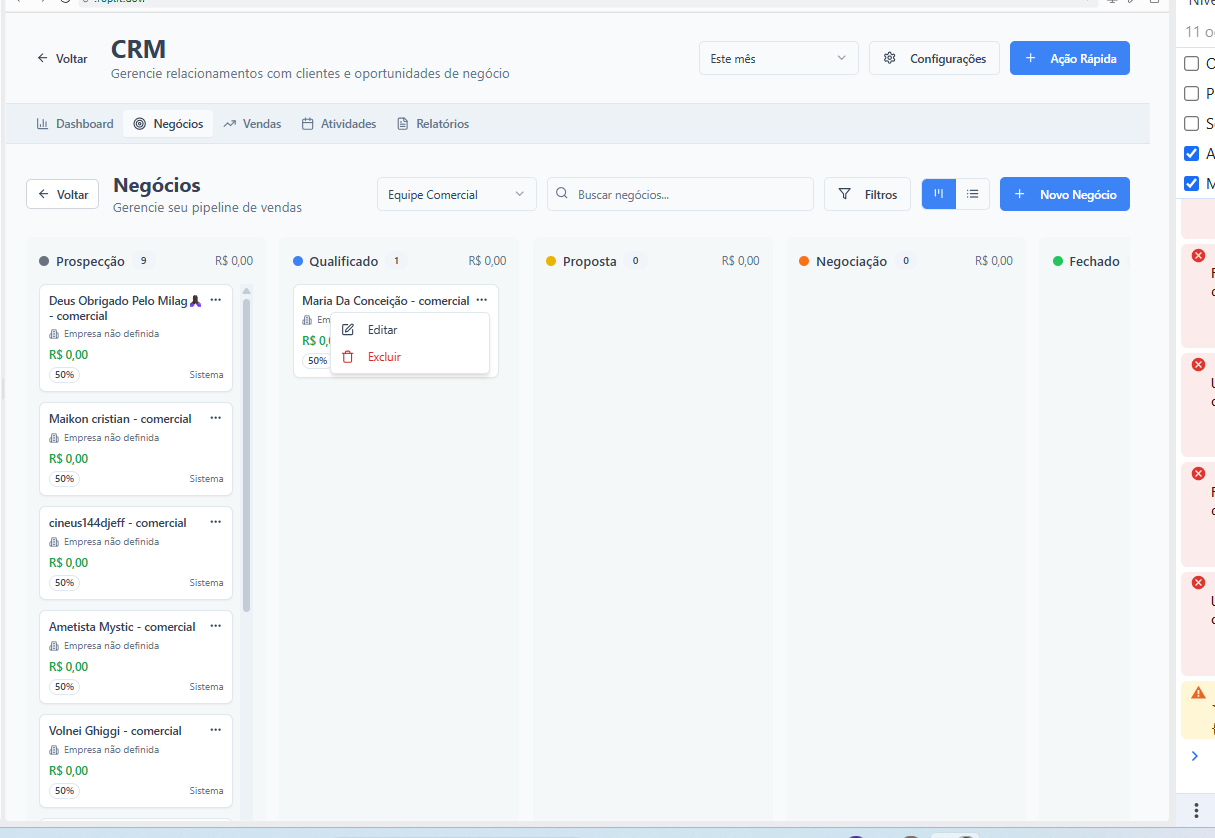 Voltar
CRM
Gerencie relacionamentos com clientes e oportunidades de negócio
Este mês
Configurações
Ação Rápida
Dashboard
Negócios
Vendas
Atividades
Relatórios
Voltar
Negócios
Gerencie seu pipeline de vendas
Equipe Comercial
Buscar negócios...
Filtros
Novo Negócio
Prospecção 9 R$ 0,00
Deus Obrigado Pelo Milag
- comercial
Empresa não definida
R$ 0,00
50% Sistema
Maikon cristian - comercial
Empresa não definida
R$ 0,00
50% Sistema
cineus144djeff - comercial
Empresa não definida
R$ 0,00
50% Sistema
Ametista Mystic - comercial
Empresa não definida
R$ 0,00
50% Sistema
Volnei Ghiggi - comercial
Empresa não definida
R$ 0,00
50% Sistema
Qualificado 1 R$ 0,00
Maria Da Conceição - comercial
Em
R$ 0,0
50%
Editar
Excluir
Proposta 0 R$ 0,00
Negociação 0 R$ 0,00
Fechado
11 o